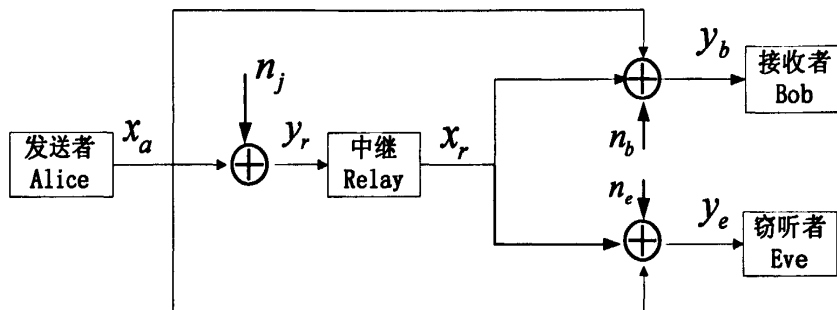 发送者
Alice
x_a
n_j
y_r
中继
Relay
x_r
n_b
y_b
接收者
Bob
n_e
y_e
窃听者
Eve